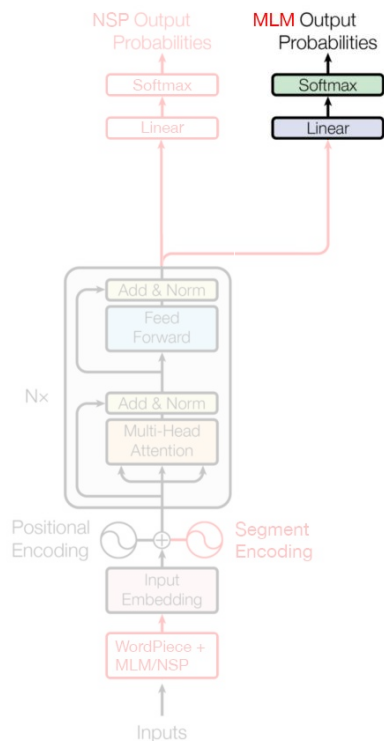 NSP Output
Probabilities
MLM Output
Probabilities
Softmax
Softmax
Linear
Linear
Add & Norm
Feed
Forward
N×
Add & Norm
Multi-Head
Attention
Positional
Encoding
Segment
Encoding
Input
Embedding
WordPiece +
MLM/NSP
Inputs